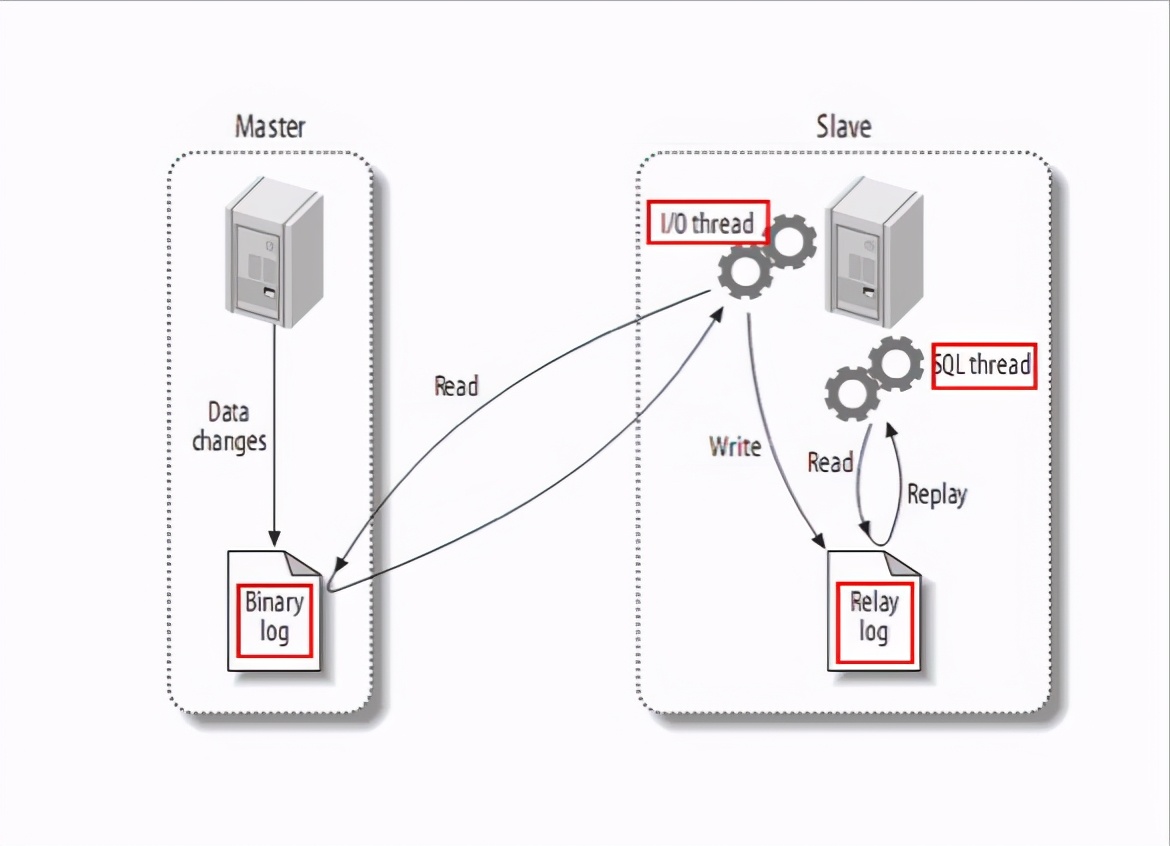 Master
Slave
I/O thread
SQL thread
Read
Data
changes
Write
Read
Replay
Binary
log
Relay
log